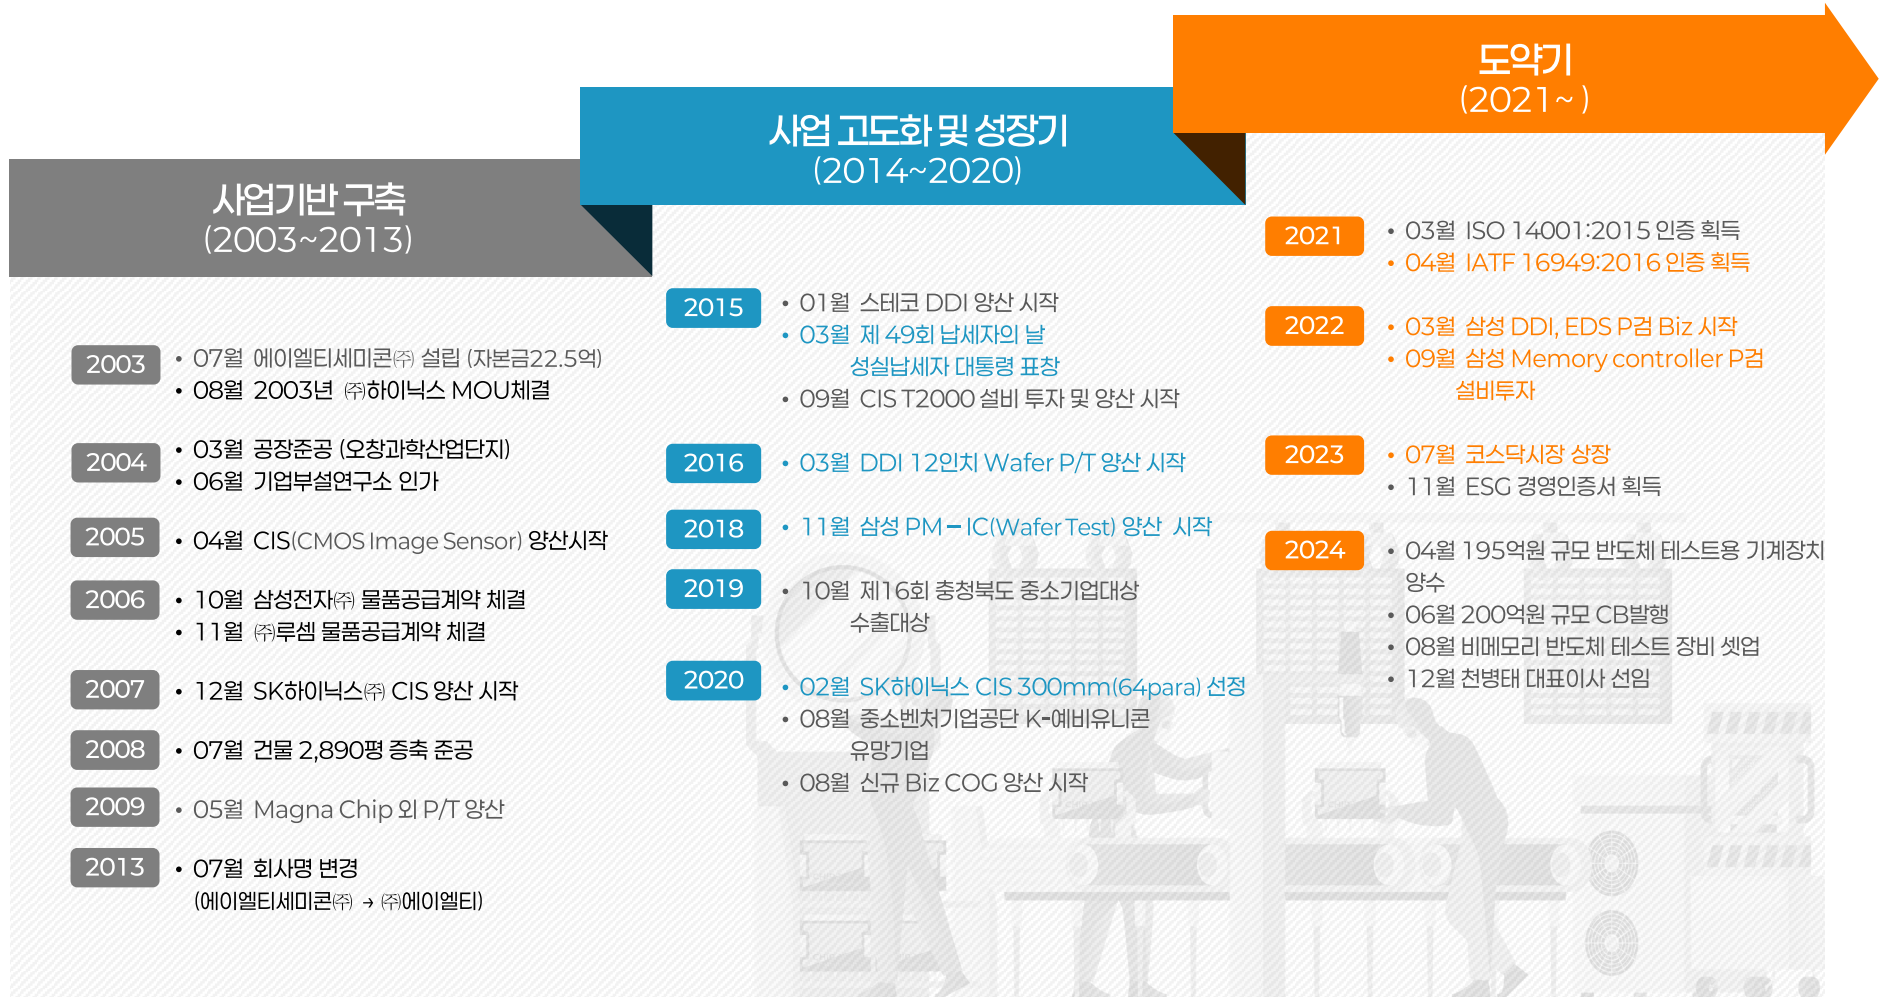 사업기반 구축
(2003~2013)
2003
• 07월 에이엘티세미콘㈜ 설립 (자본금22.5억)
• 08월 2003년 ㈜하이닉스 MOU체결
2004
• 03월 공장준공 (오창과학산업단지)
• 06월 기업부설연구소 인가
2005
• 04월 CIS(CMOS Image Sensor) 양산시작
2006
• 10월 삼성전자㈜ 물품공급계약 체결
• 11월 ㈜루셈 물품공급계약 체결
2007
• 12월 SK하이닉스㈜ CIS 양산 시작
2008
• 07월 건물 2,890평 증축 준공
2009
• 05월 Magna Chip 외 P/T 양산
2013
• 07월 회사명 변경
(에이엘티세미콘㈜ → ㈜에이엘티)
사업 고도화 및 성장기
(2014~2020)
2015
• 01월 스테코 DDI 양산 시작
• 03월 제 49회 납세자의 날
성실납세자 대통령 표창
• 09월 CIS T2000 설비 투자 및 양산 시작
2016
• 03월 DDI 12인치 Wafer P/T 양산 시작
2018
• 11월 삼성 PM – IC(Wafer Test) 양산 시작
2019
• 10월 제16회 충청북도 중소기업대상
수출대상
2020
• 02월 SK하이닉스 CIS 300mm(64para) 선정
• 08월 중소벤처기업공단 K-예비유니콘
유망기업
• 08월 신규 Biz COG 양산 시작
도약기
(2021~ )
2021
• 03월 ISO 14001:2015 인증 획득
• 04월 IATF 16949:2016 인증 획득
2022
• 03월 삼성 DDI, EDS P검 Biz 시작
• 09월 삼성 Memory controller P검
설비투자
2023
• 07월 코스닥시장 상장
• 11월 ESG 경영인증서 획득
2024
• 04월 195억원 규모 반도체 테스트용 기계장치
양수
• 06월 200억원 규모 CB발행
• 08월 비메모리 반도체 테스트 장비 셋업
• 12월 천병태 대표이사 선임